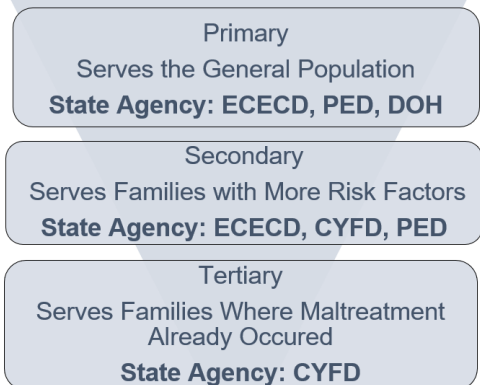 Primary
Serves the General Population
State Agency: ECECD, PED, DOH
Secondary
Serves Families with More Risk Factors
State Agency: ECECD, CYFD, PED
Tertiary
Serves Families Where Maltreatment
Already Occured
State Agency: CYFD